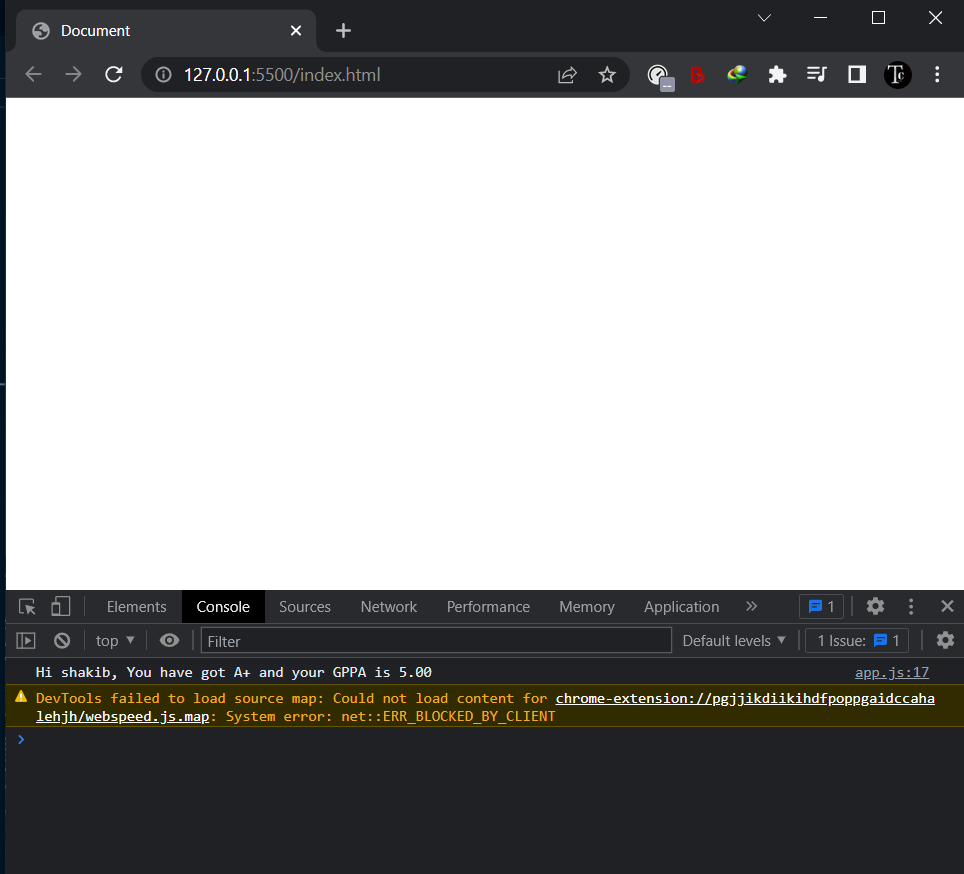 Document
127.0.0.1:5500/index.html
Tc
Elements Console Sources Network Performance Memory Application 1
top Filter Default levels 1 Issue: 1
Hi shakib, You have got A+ and your GPPA is 5.00 app.js:17
DevTools failed to load source map: Could not load content for chrome-extension://pgjjikdiikihdfpoppgaidccaha
lehjh/webspeed.js.map: System error: net::ERR_BLOCKED_BY_CLIENT